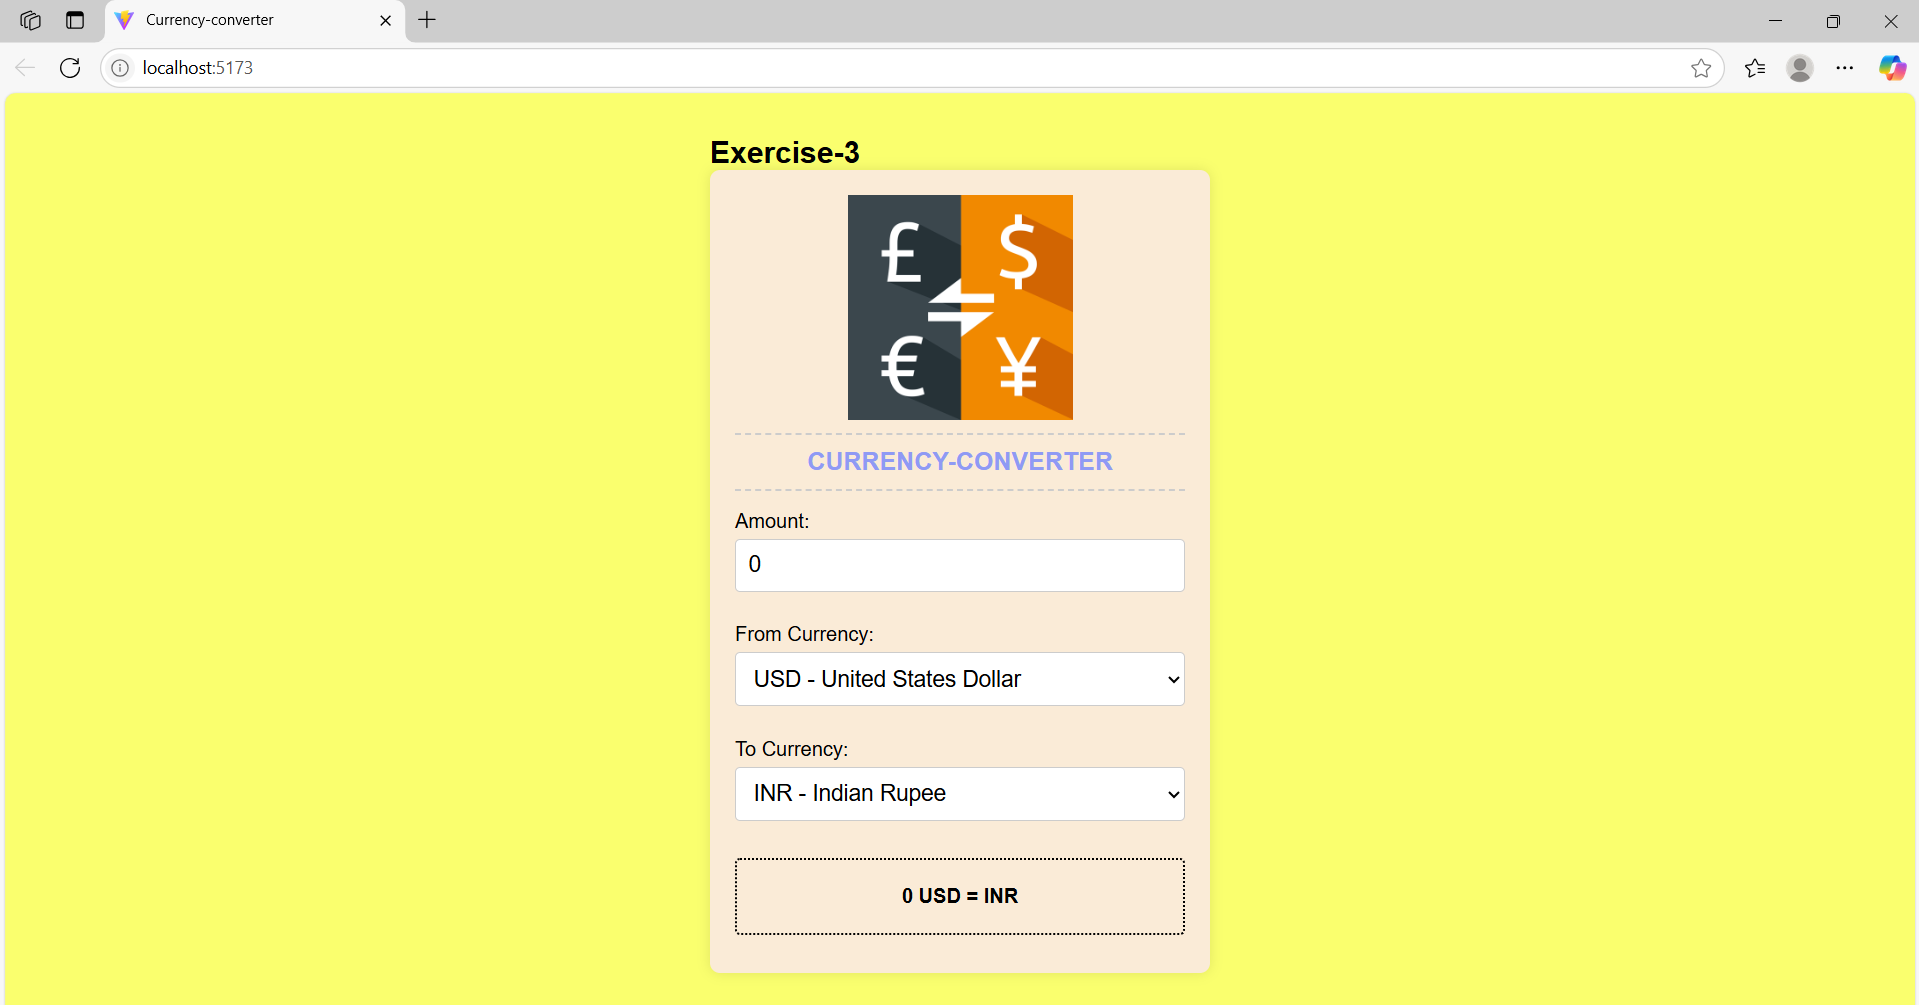 Currency-converter
localhost:5173
Exercise-3
£ $
€ ¥
CURRENCY-CONVERTER
Amount:
0
From Currency:
USD - United States Dollar
To Currency:
INR - Indian Rupee
0 USD = INR